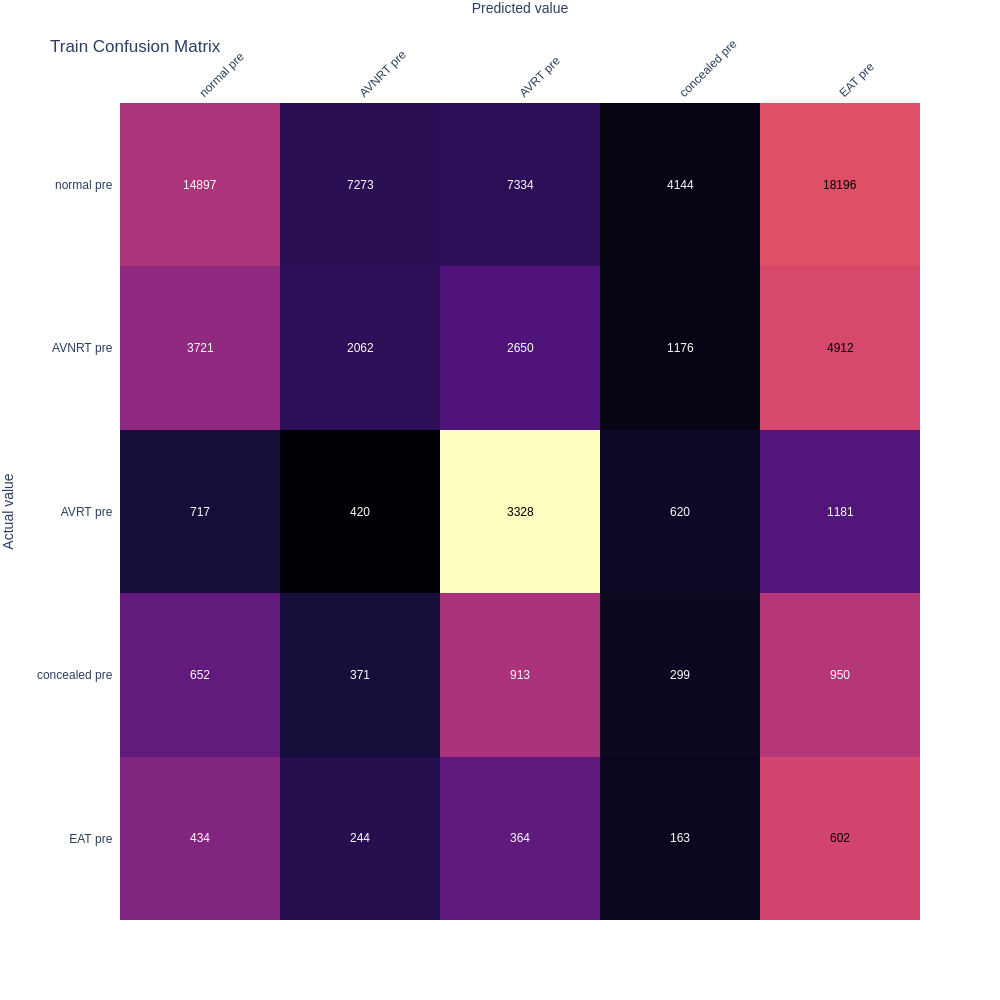 Predicted value
Train Confusion Matrix
normal pre
AVNRT pre
AVRT pre
concealed pre
EAT pre
normal pre 14897 7273 7334 4144 18196
AVNRT pre 3721 2062 2650 1176 4912
Actual value
AVRT pre 717 420 3328 620 1181
concealed pre 652 371 913 299 950
EAT pre 434 244 364 163 602